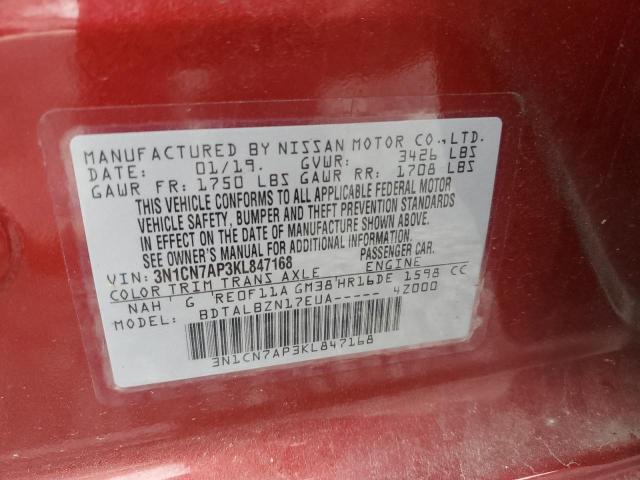 MANUFACTURED BY NISSAN MOTOR CO.,LTD.
DATE: 01/19. GVWR: 3426 LBS
GAWR FR: 1750 LBS GAWR RR: 1708 LBS
THIS VEHICLE CONFORMS TO ALL APPLICABLE FEDERAL MOTOR
VEHICLE SAFETY, BUMPER AND THEFT PREVENTION STANDARDS
IN EFFECT ON THE DATE OF MANUFACTURE SHOWN ABOVE.
SEE OWNER'S MANUAL FOR ADDITIONAL INFORMATION.
VIN: 3N1CN7AP3KL847168 PASSENGER CAR.
COLOR TRIM TRANS AXLE ENGINE
NAH G RE0F11A GM38 HR16DE 1598 CC
MODEL: BDTALBZN17EUA----- 4Z000
3N1CN7AP3KL847168